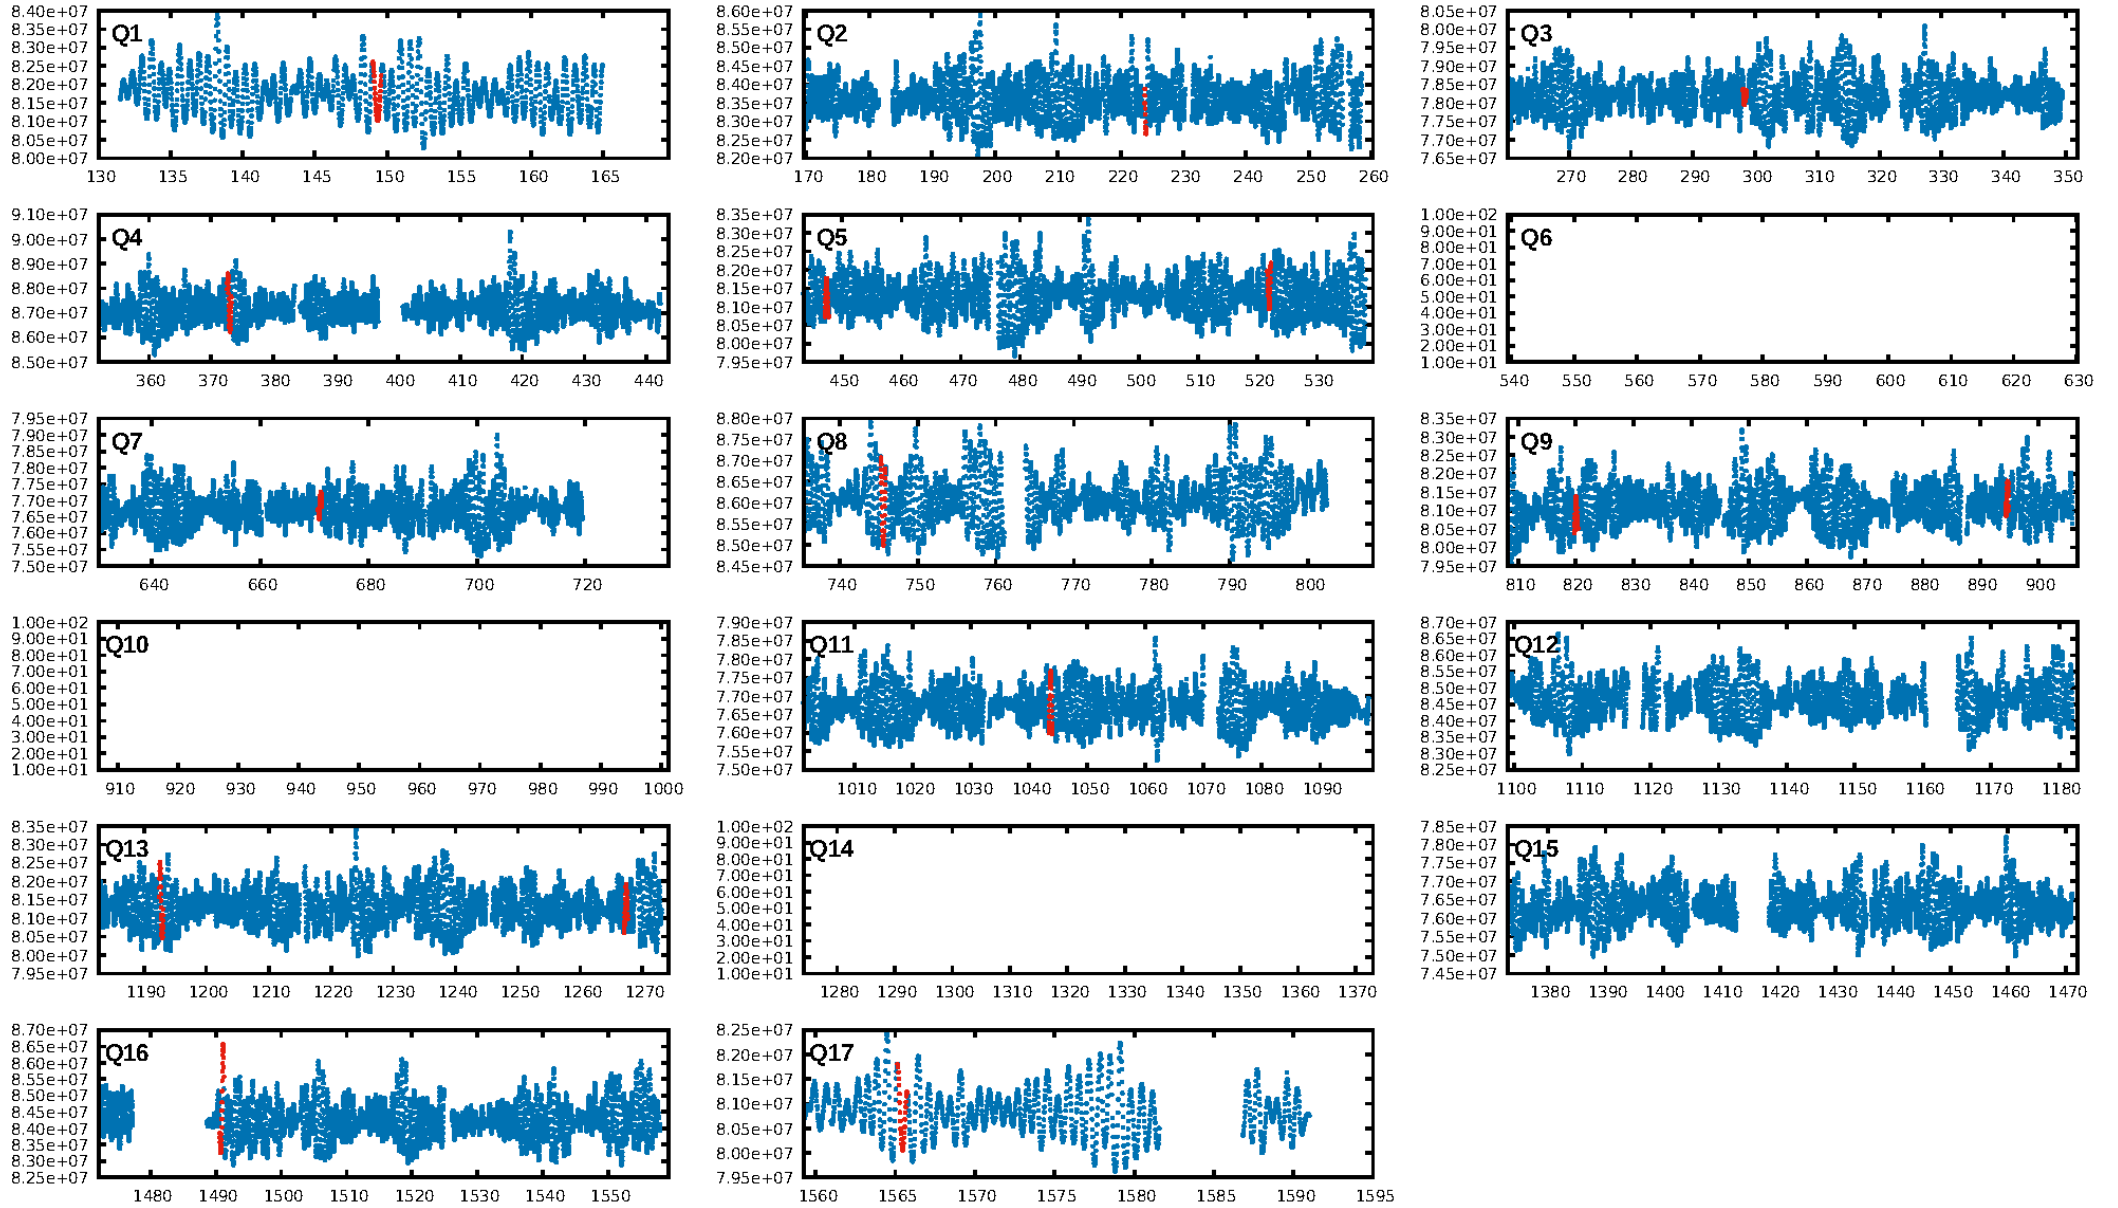 8.40e+07 8.35e+07 8.30e+07 8.25e+07 8.20e+07 8.15e+07 8.10e+07 8.05e+07 8.00e+07
Q1
130 135 140 145 150 155 160 165
8.60e+07 8.55e+07 8.50e+07 8.45e+07 8.40e+07 8.35e+07 8.30e+07 8.25e+07 8.20e+07
Q2
170 180 190 200 210 220 230 240 250 260
8.05e+07 8.00e+07 7.95e+07 7.90e+07 7.85e+07 7.80e+07 7.75e+07 7.70e+07 7.65e+07
Q3
270 280 290 300 310 320 330 340 350
9.10e+07 9.00e+07 8.90e+07 8.80e+07 8.70e+07 8.60e+07 8.50e+07
Q4
360 370 380 390 400 410 420 430 440
8.35e+07 8.30e+07 8.25e+07 8.20e+07 8.15e+07 8.10e+07 8.05e+07 8.00e+07 7.95e+07
Q5
450 460 470 480 490 500 510 520 530
1.00e+02 9.00e+01 8.00e+01 7.00e+01 6.00e+01 5.00e+01 4.00e+01 3.00e+01 2.00e+01 1.00e+01
Q6
540 550 560 570 580 590 600 610 620 630
7.95e+07 7.90e+07 7.85e+07 7.80e+07 7.75e+07 7.70e+07 7.65e+07 7.60e+07 7.55e+07 7.50e+07
Q7
640 660 680 700 720
8.80e+07 8.75e+07 8.70e+07 8.65e+07 8.60e+07 8.55e+07 8.50e+07 8.45e+07
Q8
740 750 760 770 780 790 800
8.35e+07 8.30e+07 8.25e+07 8.20e+07 8.15e+07 8.10e+07 8.05e+07 8.00e+07 7.95e+07
Q9
810 820 830 840 850 860 870 880 890 900
1.00e+02 9.00e+01 8.00e+01 7.00e+01 6.00e+01 5.00e+01 4.00e+01 3.00e+01 2.00e+01 1.00e+01
Q10
910 920 930 940 950 960 970 980 990 1000
7.90e+07 7.85e+07 7.80e+07 7.75e+07 7.70e+07 7.65e+07 7.60e+07 7.55e+07 7.50e+07
Q11
1010 1020 1030 1040 1050 1060 1070 1080 1090
8.70e+07 8.65e+07 8.60e+07 8.55e+07 8.50e+07 8.45e+07 8.40e+07 8.35e+07 8.30e+07 8.25e+07
Q12
1100 1110 1120 1130 1140 1150 1160 1170 1180
8.35e+07 8.30e+07 8.25e+07 8.20e+07 8.15e+07 8.10e+07 8.05e+07 8.00e+07 7.95e+07
Q13
1190 1200 1210 1220 1230 1240 1250 1260 1270
1.00e+02 9.00e+01 8.00e+01 7.00e+01 6.00e+01 5.00e+01 4.00e+01 3.00e+01 2.00e+01 1.00e+01
Q14
1280 1290 1300 1310 1320 1330 1340 1350 1360 1370
7.85e+07 7.80e+07 7.75e+07 7.70e+07 7.65e+07 7.60e+07 7.55e+07 7.50e+07 7.45e+07
Q15
1380 1390 1400 1410 1420 1430 1440 1450 1460 1470
8.70e+07 8.65e+07 8.60e+07 8.55e+07 8.50e+07 8.45e+07 8.40e+07 8.35e+07 8.30e+07 8.25e+07
Q16
1480 1490 1500 1510 1520 1530 1540 1550
8.25e+07 8.20e+07 8.15e+07 8.10e+07 8.05e+07 8.00e+07 7.95e+07
Q17
1560 1565 1570 1575 1580 1585 1590 1595